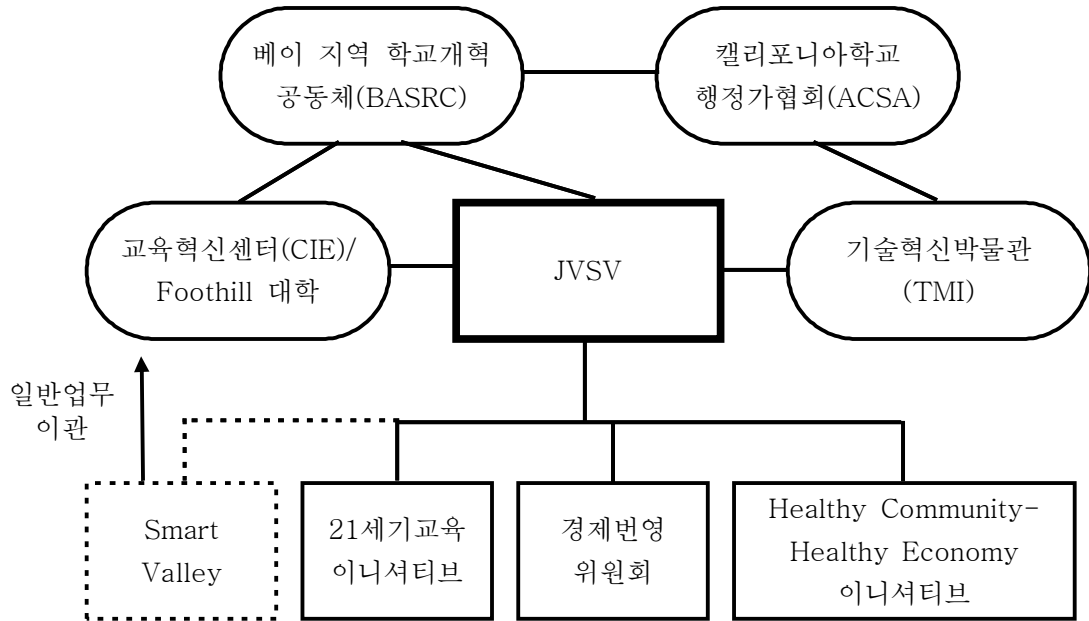 베이 지역 학교개혁
공동체(BASRC)
캘리포니아학교
행정가협회(ACSA)
교육혁신센터(CIE)/
Foothill 대학
JVSV
기술혁신박물관
(TMI)
일반업무
이관
Smart
Valley
21세기교육
이니셔티브
경제번영
위원회
Healthy Community-
Healthy Economy
이니셔티브